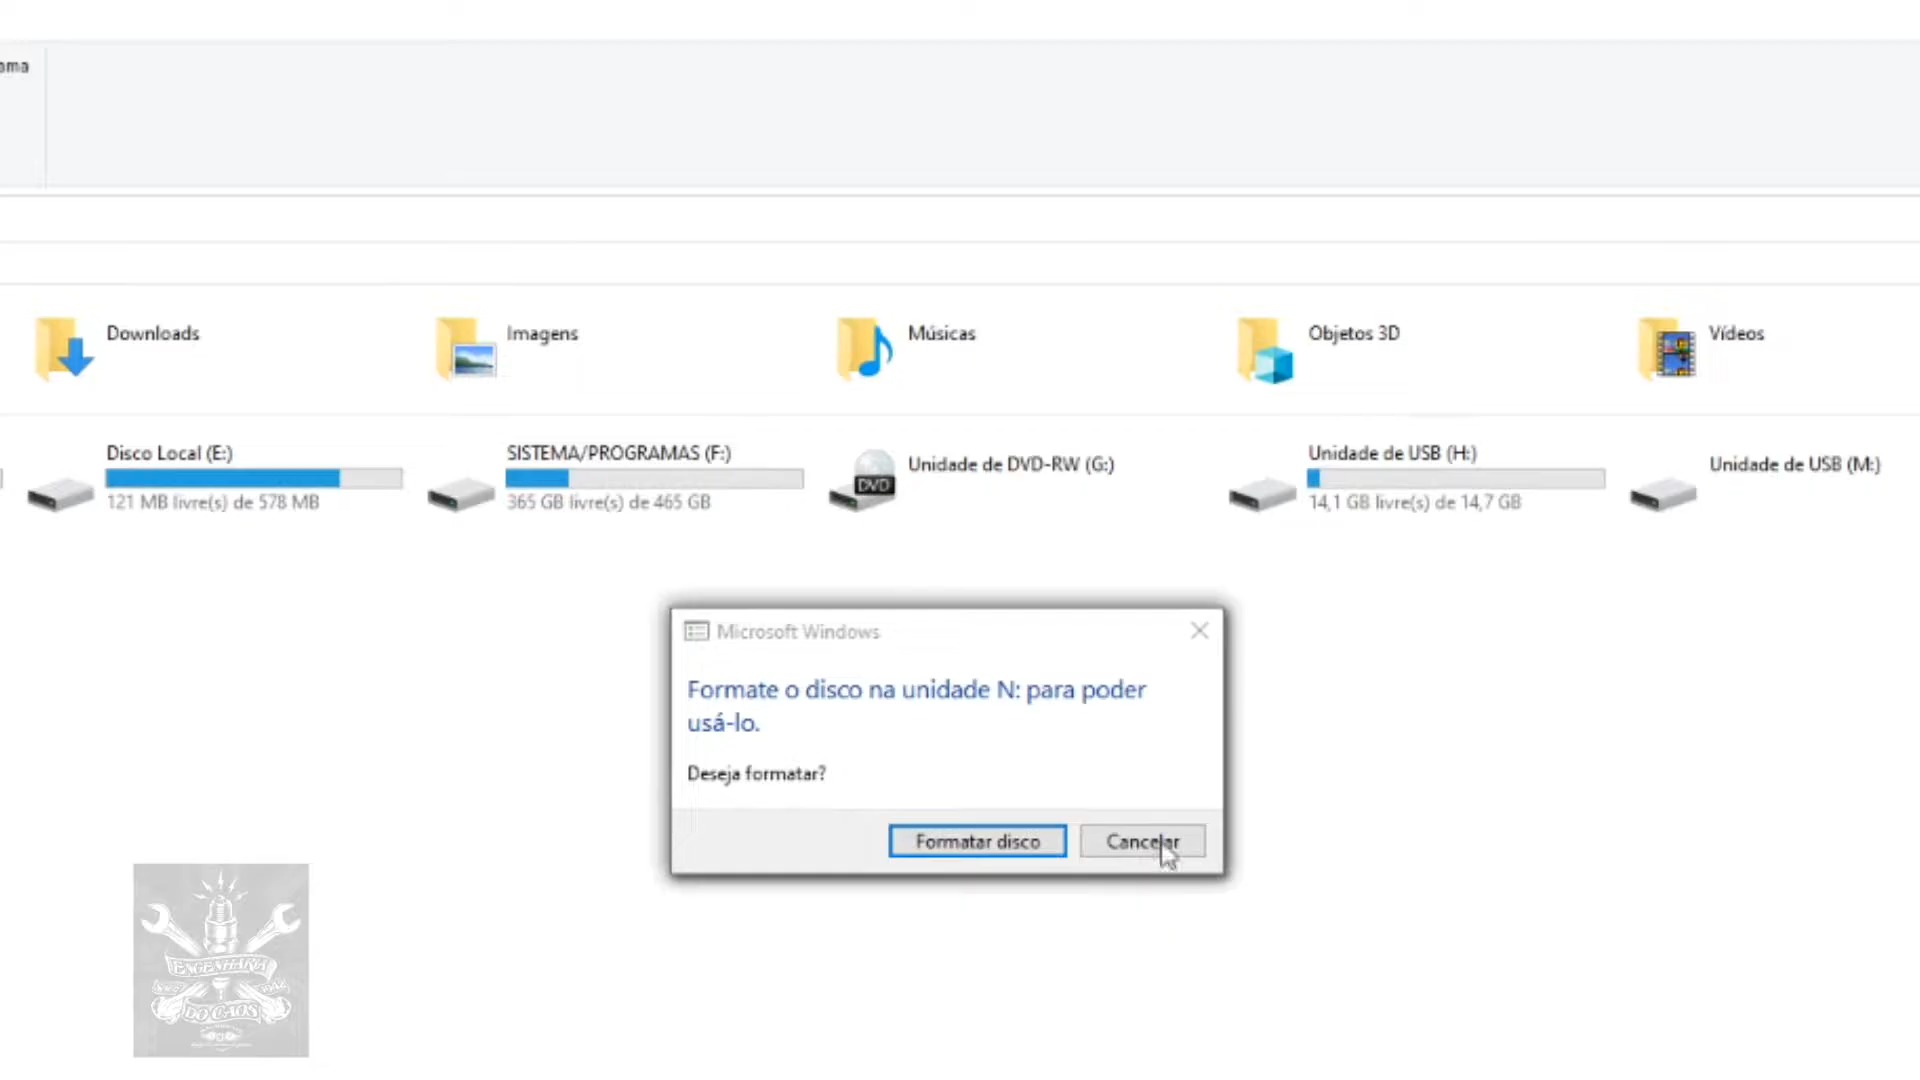 Downloads
Imagens
Músicas
Objetos 3D
Vídeos
Disco Local (E:)
121 MB livre(s) de 578 MB
SISTEMA/PROGRAMAS (F:)
365 GB livre(s) de 465 GB
DVD
Unidade de DVD-RW (G:)
Unidade de USB (H:)
14,1 GB livre(s) de 14,7 GB
Unidade de USB (M:)
Microsoft Windows
Formate o disco na unidade N: para poder
usá-lo.
Deseja formatar?
Formatar disco
Cancelar
ENGENHARIA
DO CAOS